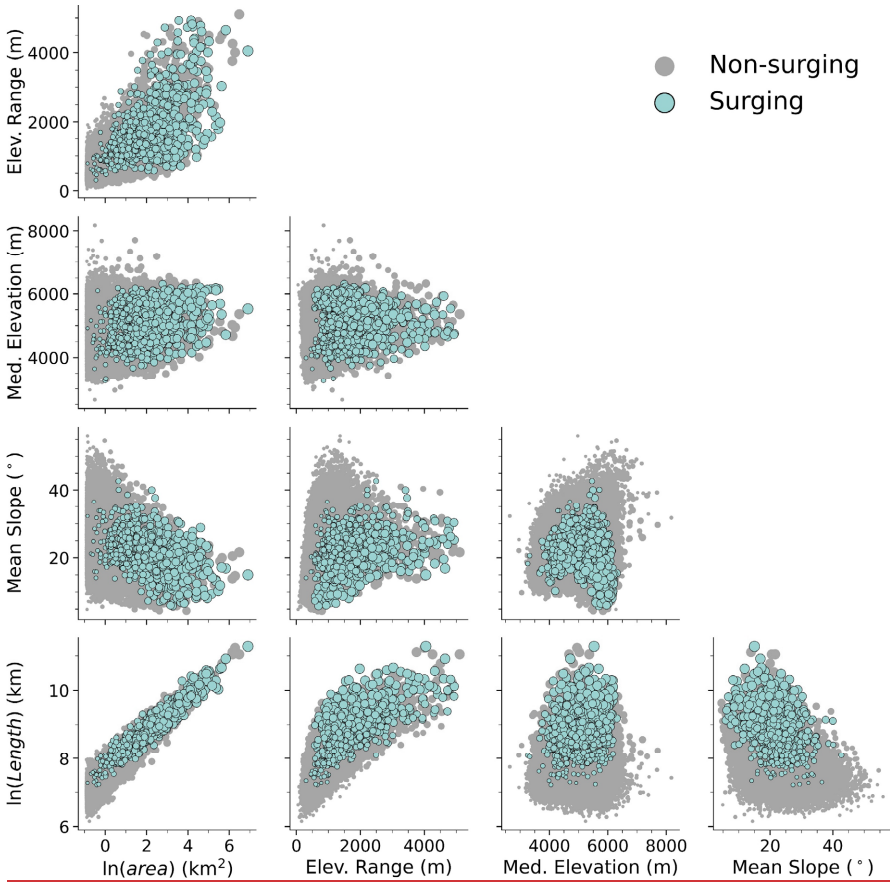 4000
2000
0
Elev. Range (m)
Non-surging
Surging
8000
6000
4000
Med. Elevation (m)
40
20
Mean Slope (°)
10
8
6
ln(Length) (km)
0 2 4 6
0 2000 4000
4000 6000 8000
20 40
ln(area) (km²)
Elev. Range (m)
Med. Elevation (m)
Mean Slope (°)